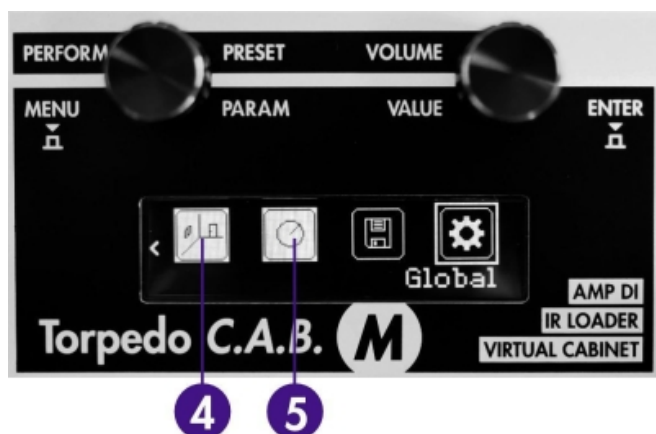 PERFORM PRESET VOLUME
MENU PARAM VALUE ENTER
<
Global
AMP DI
IR LOADER
Torpedo C.A.B. M
VIRTUAL CABINET
4 5